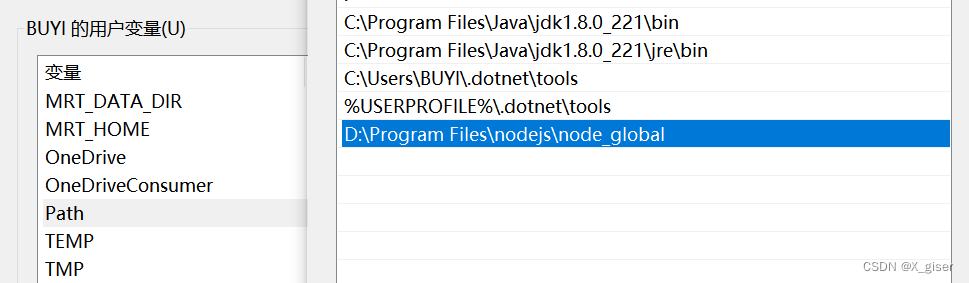 BUYI 的用户变量(U)
变量
MRT_DATA_DIR
MRT_HOME
OneDrive
OneDriveConsumer
Path
TEMP
TMP
C:\Program Files\Java\jdk1.8.0_221\bin
C:\Program Files\Java\jdk1.8.0_221\jre\bin
C:\Users\BUYI\.dotnet\tools
%USERPROFILE%\.dotnet\tools
D:\Program Files\nodejs\node_global
CSDN @X_giser